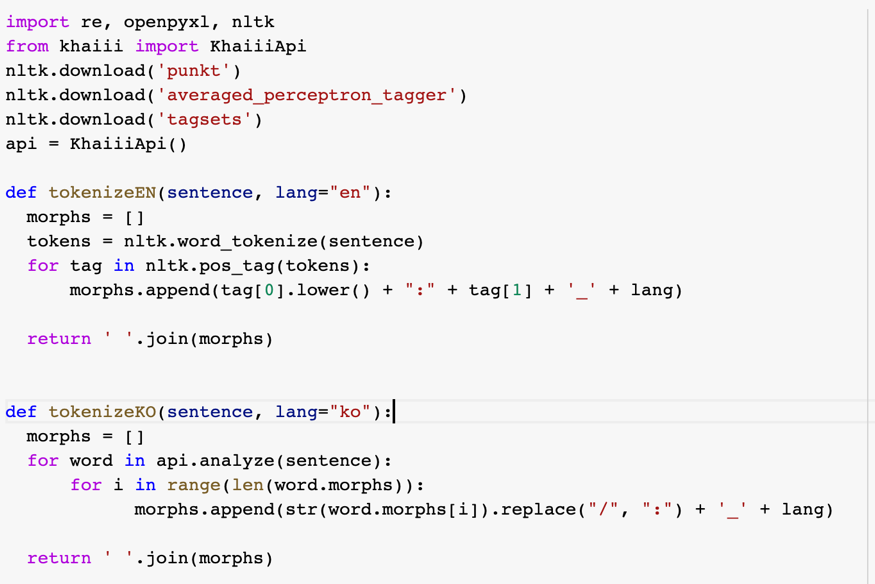 import re, openpyxl, nltk
from khaiii import KhaiiiApi
nltk.download('punkt')
nltk.download('averaged_perceptron_tagger')
nltk.download('tagsets')
api = KhaiiiApi()

def tokenizeEN(sentence, lang="en"):
  morphs = []
  tokens = nltk.word_tokenize(sentence)
  for tag in nltk.pos_tag(tokens):
      morphs.append(tag[0].lower() + ":" + tag[1] + '_' + lang)

  return ' '.join(morphs)


def tokenizeKO(sentence, lang="ko"):
  morphs = []
  for word in api.analyze(sentence):
      for i in range(len(word.morphs)):
            morphs.append(str(word.morphs[i]).replace("/", ":") + '_' + lang)

  return ' '.join(morphs)